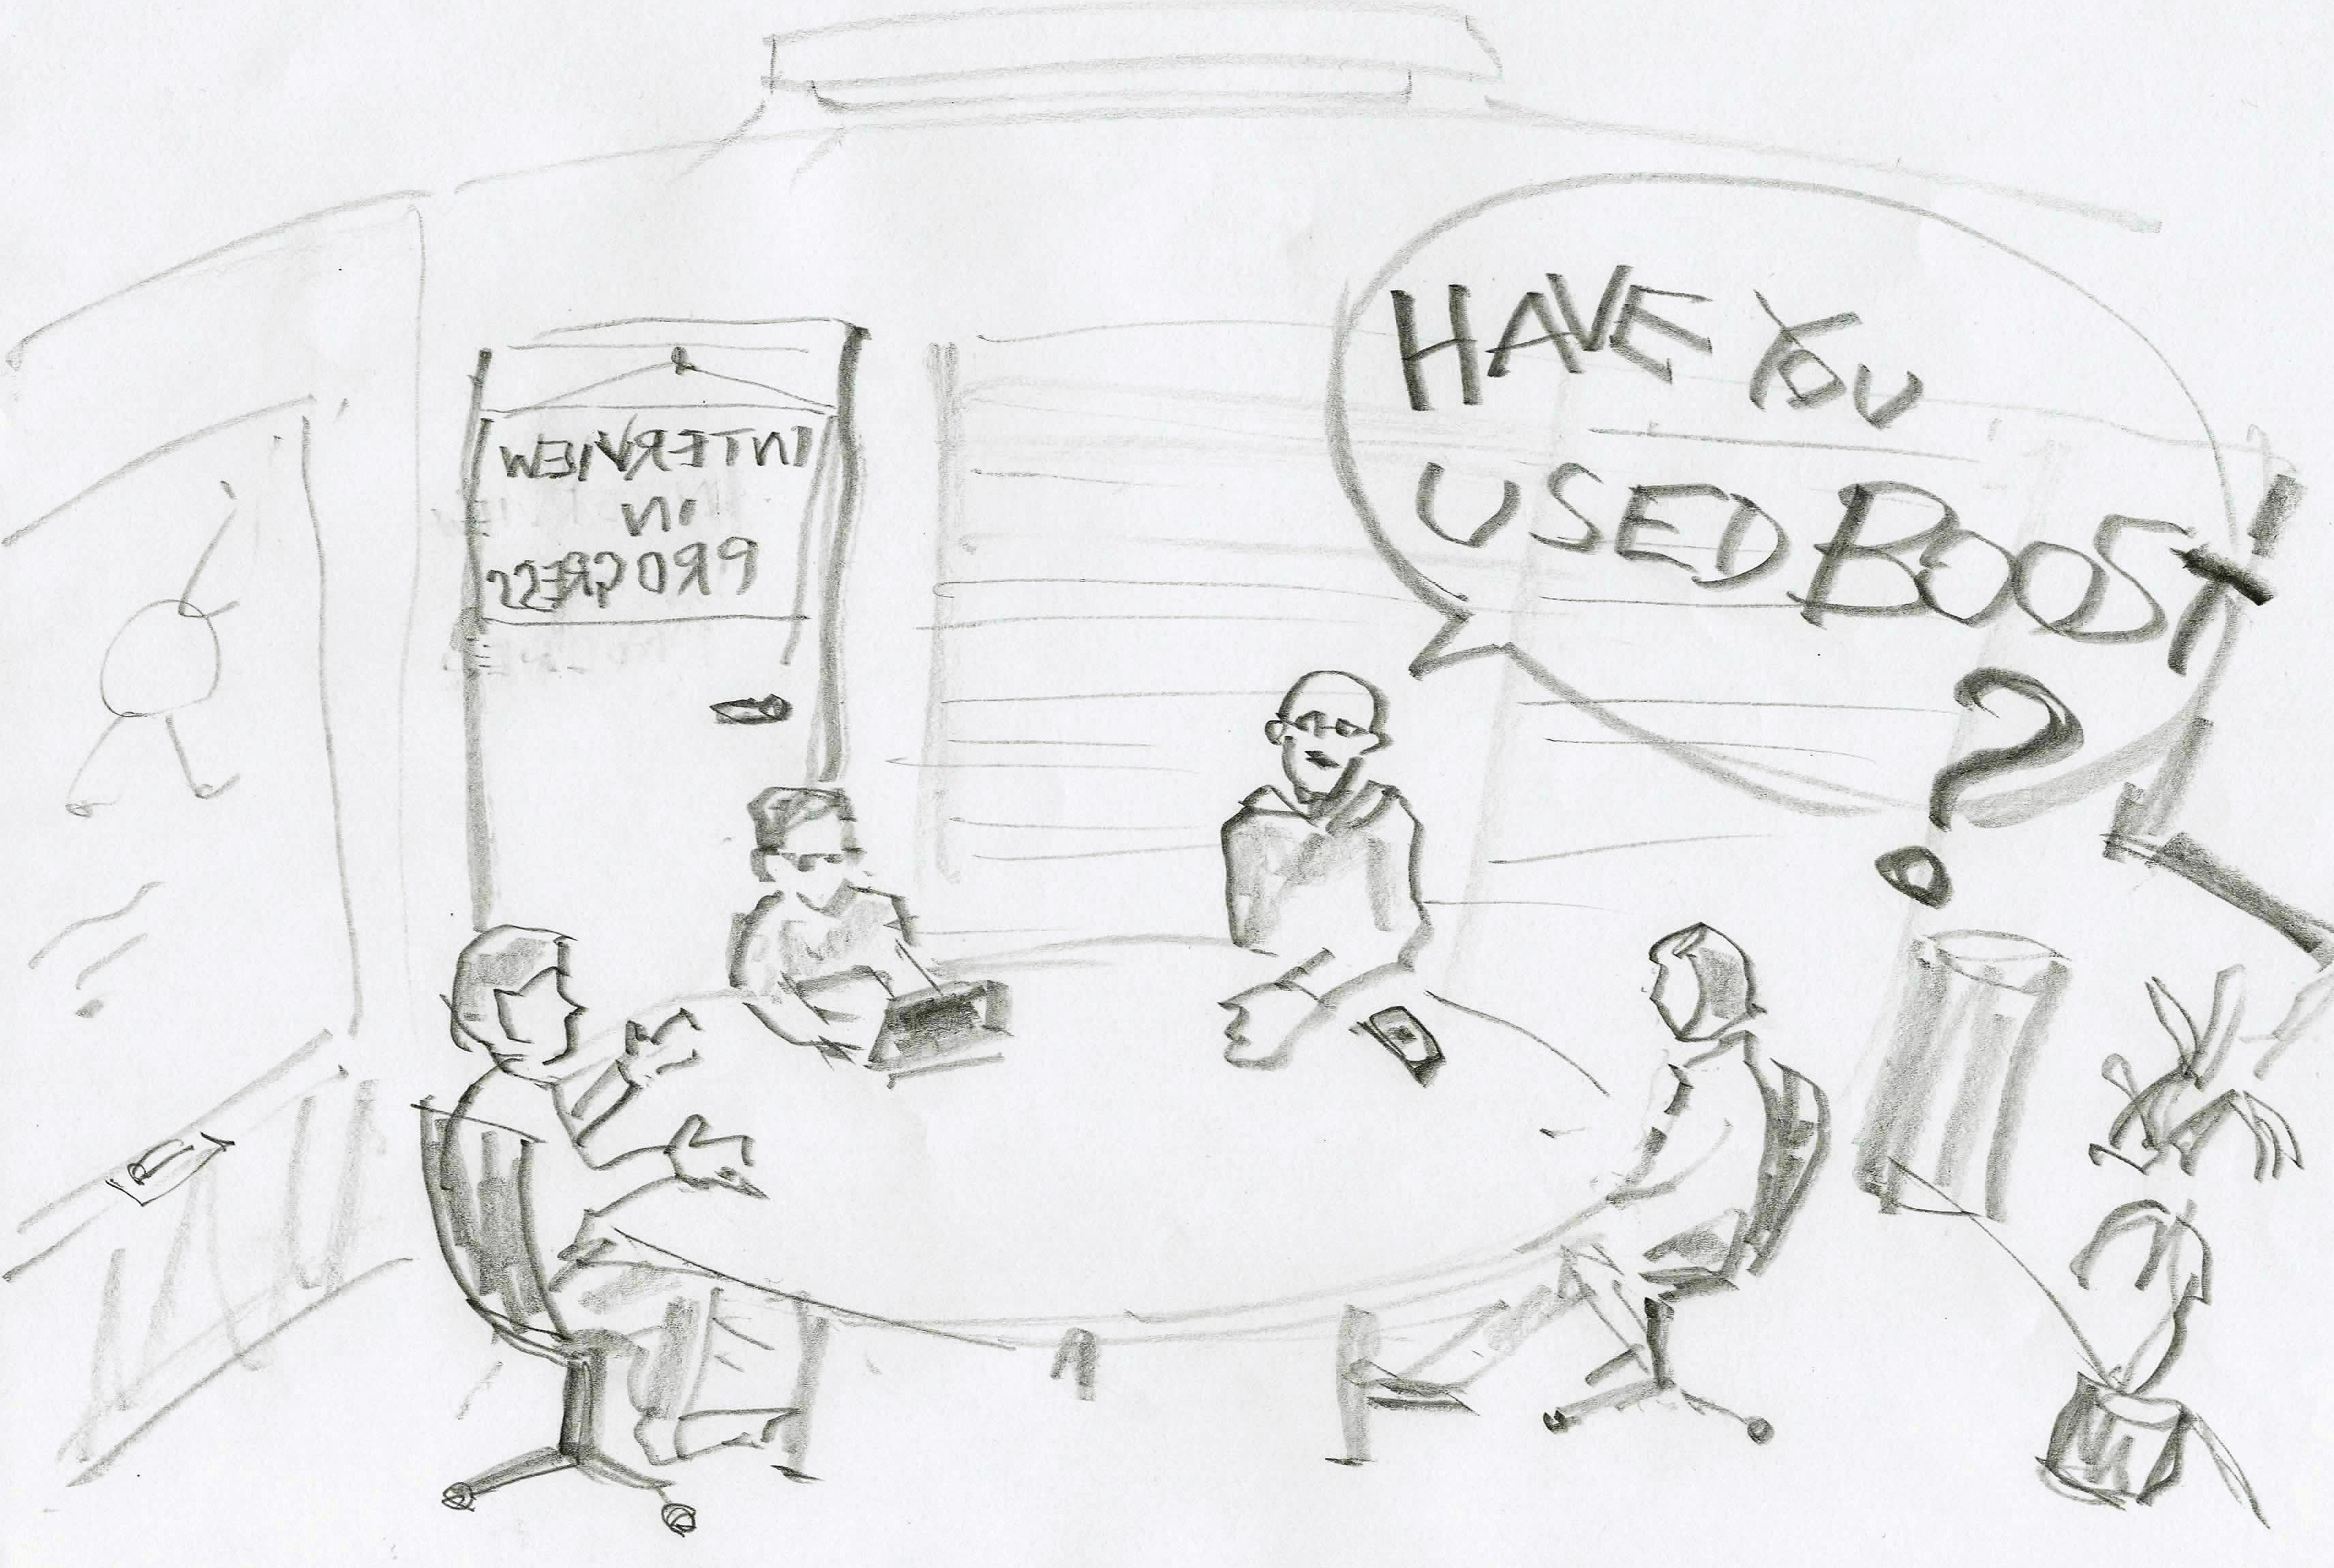 INTERVIEW
IN
PROGRESS
HAVE YOU
USED BOOST
?